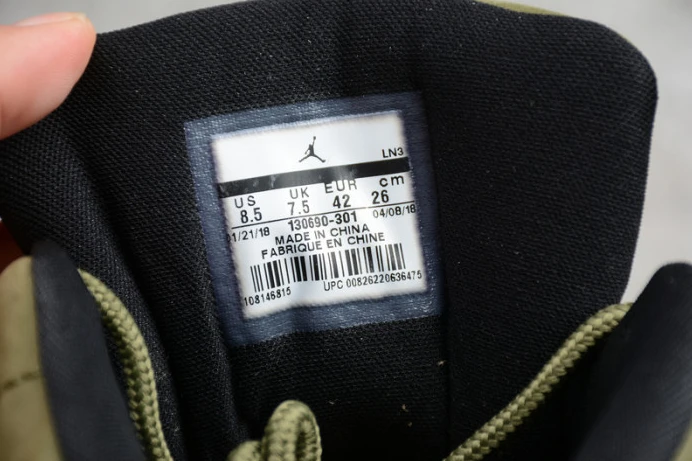 LN3
US UK EUR cm
8.5 7.5 42 26
01/21/18 130690-301 04/08/18
MADE IN CHINA
FABRIQUE EN CHINE
108146815 UPC 00826220636475